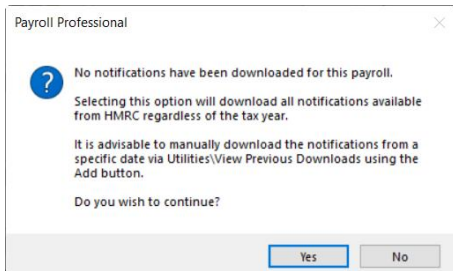 Payroll Professional
No notifications have been downloaded for this payroll.
Selecting this option will download all notifications available
from HMRC regardless of the tax year.
It is advisable to manually download the notifications from a
specific date via Utilities\View Previous Downloads using the
Add button.
Do you wish to continue?
Yes
No